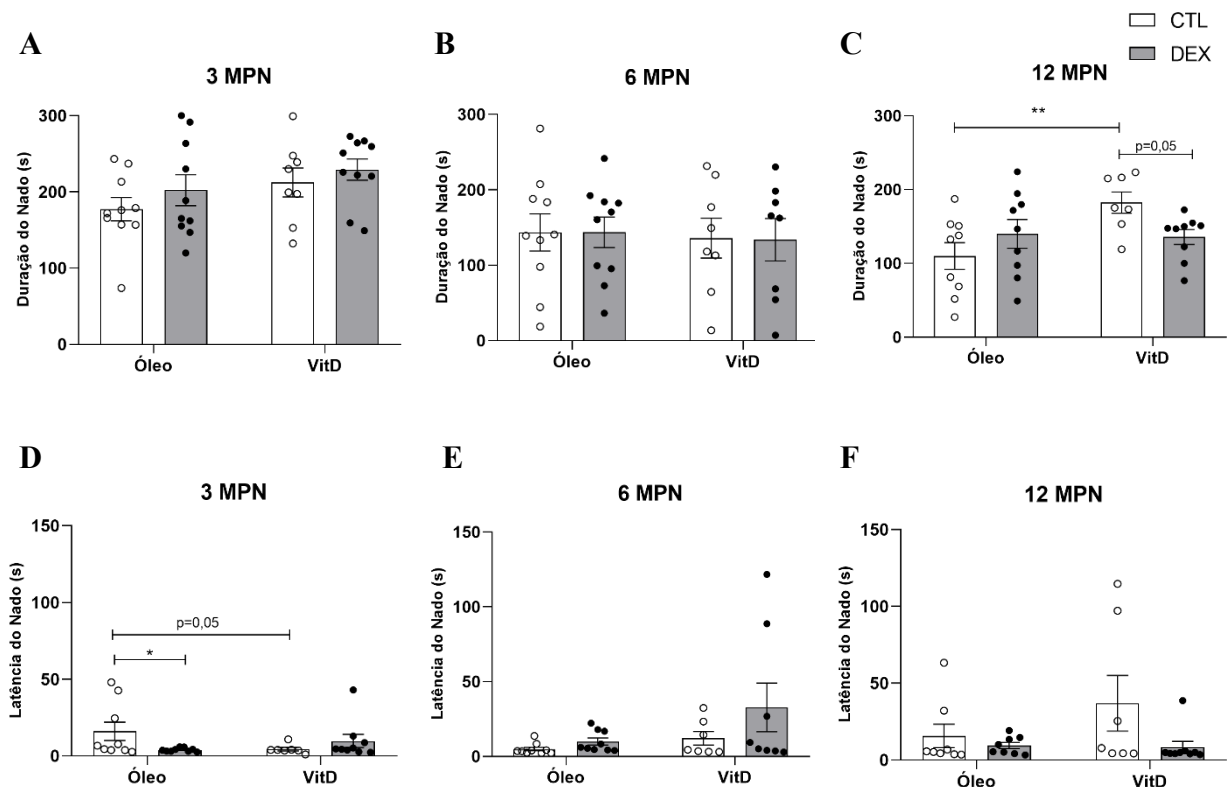 CTL
DEX
A
3 MPN
Duração do Nado (s)
300
200
100
0
Óleo
VitD
B
6 MPN
Duração do Nado (s)
300
200
100
0
Óleo
VitD
C
12 MPN
Duração do Nado (s)
300
200
100
0
**
p=0,05
Óleo
VitD
D
3 MPN
Latência do Nado (s)
150
100
50
0
p=0,05
*
Óleo
VitD
E
6 MPN
Latência do Nado (s)
150
100
50
0
Óleo
VitD
F
12 MPN
Latência do Nado (s)
150
100
50
0
Óleo
VitD